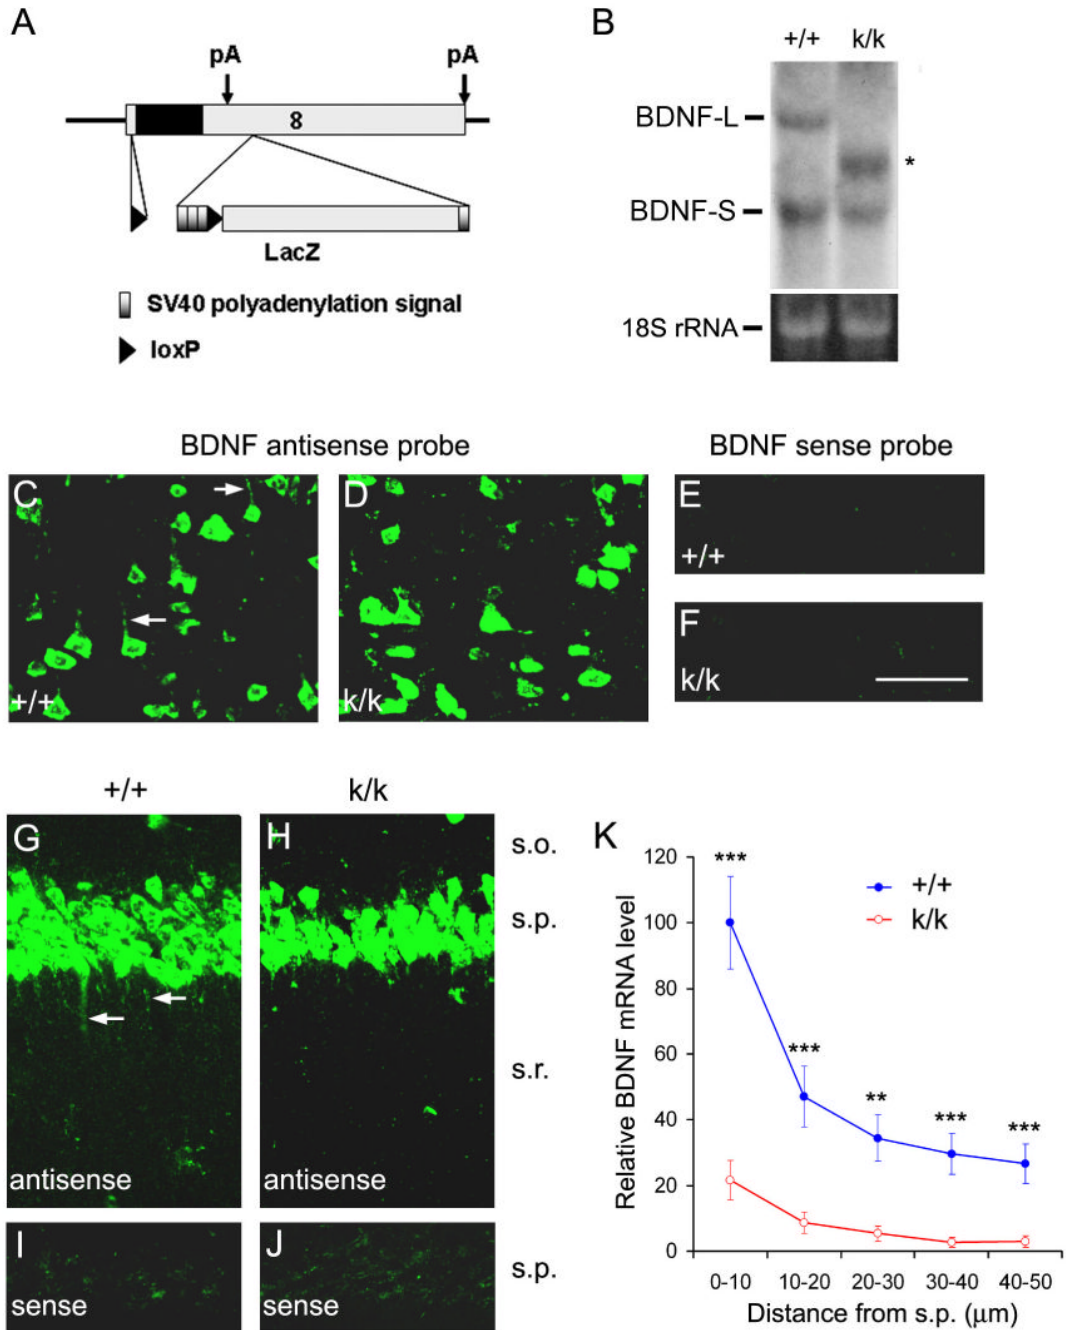 A
pA pA
8
LacZ
SV40 polyadenylation signal
loxP
B
+/+ k/k
BDNF-L
*
BDNF-S
18S rRNA
BDNF antisense probe
BDNF sense probe
C
+/+
D
k/k
E
+/+
F
k/k
+/+ k/k
G
antisense
H
antisense
s.o.
s.p.
s.r.
I
sense
J
sense
s.p.
K
Relative BDNF mRNA level
120
100
80
60
40
20
0
*** *** ** *** ***
+/+
k/k
0-10 10-20 20-30 30-40 40-50
Distance from s.p. (μm)